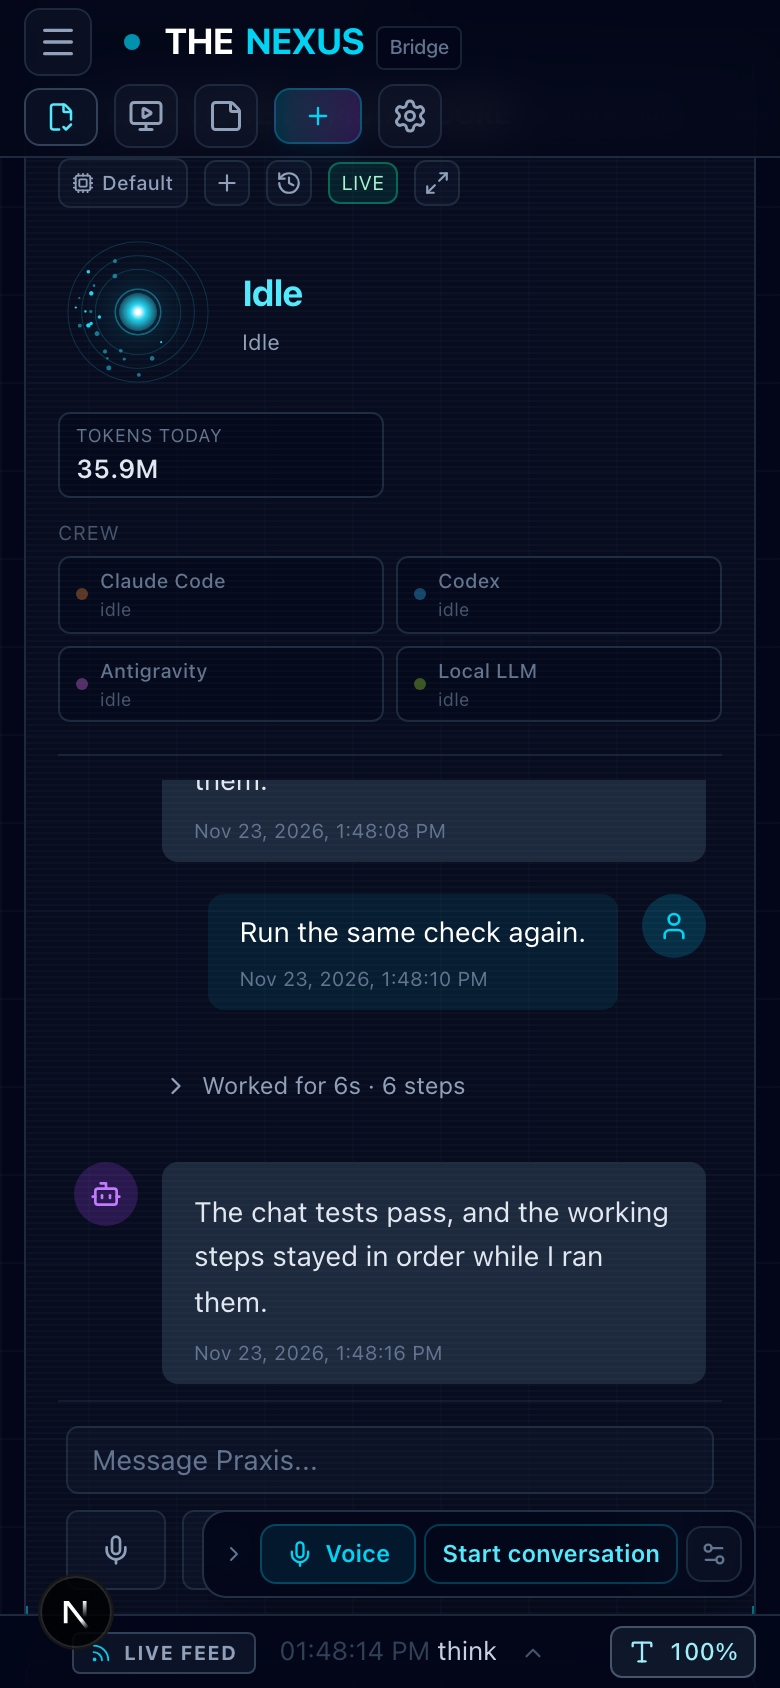 THE NEXUS Bridge
Default
LIVE
Idle
Idle
TOKENS TODAY
35.9M
CREW
Claude Code
idle
Codex
idle
Antigravity
idle
Local LLM
idle
them.
Nov 23, 2026, 1:48:08 PM
Run the same check again.
Nov 23, 2026, 1:48:10 PM
Worked for 6s · 6 steps
The chat tests pass, and the working
steps stayed in order while I ran
them.
Nov 23, 2026, 1:48:16 PM
Message Praxis...
Voice
Start conversation
N
LIVE FEED
01:48:14 PM think
100%